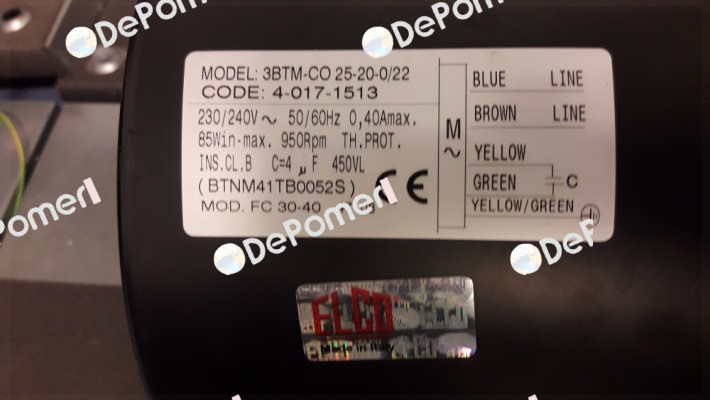 DePomerl
DePomerl
MODEL: 3BTM-CO 25-20-0/22
CODE: 4-017-1513
230/240V~ 50/60Hz 0,40Amax.
85Win-max. 950Rpm TH.PROT.
INS.CL.B C=4 μF 450VL
(BTNM41TB0052S)
MOD. FC 30-40
CE
M
~
BLUE LINE
BROWN LINE
YELLOW
GREEN C
YELLOW/GREEN
DePomerl
DePomerl
DeP
ELCO
Made in Italy